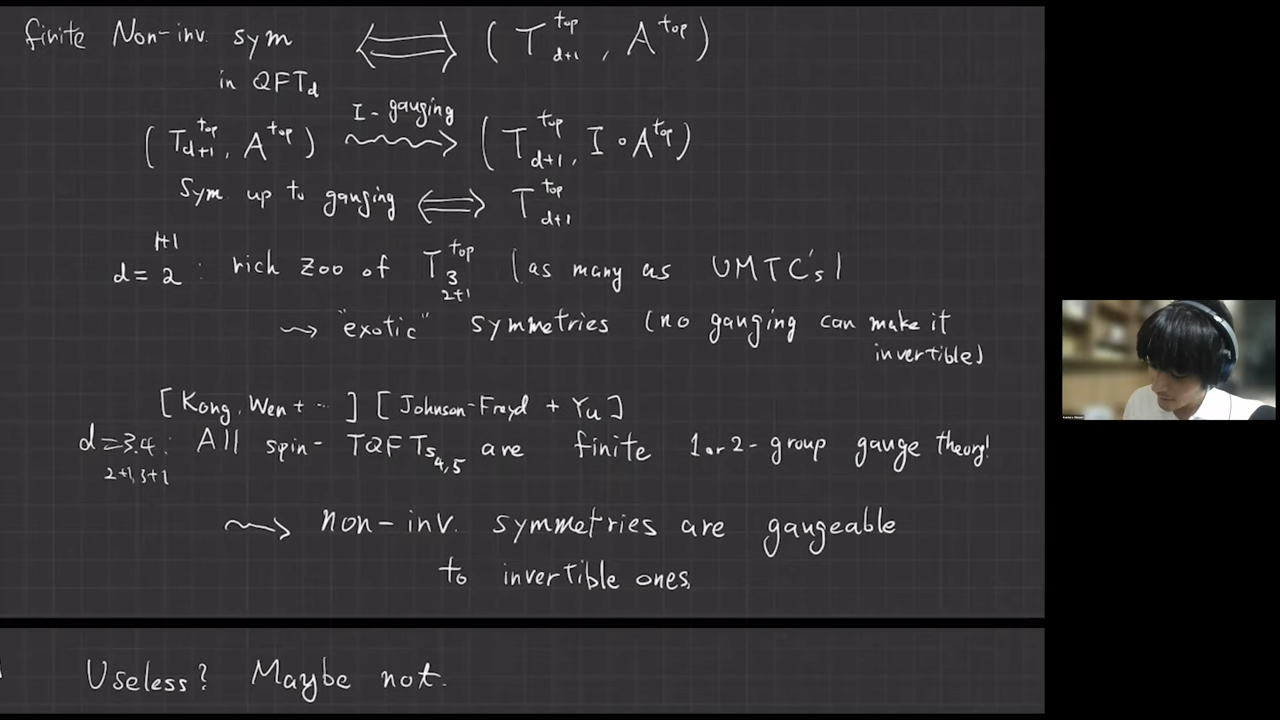 finite Non-inv. sym ⟺ ( T^top_d+1 , A^top )
in QFT_d
( T^top_d+1 , A^top ) I-gauging ⇝ ( T^top_d+1 , I∘A^top )
Sym up to gauging ⟺ T^top_d+1
1+1
d=2 : rich zoo of T^top_3 (as many as UMTC's)
2+1
⇝ "exotic" symmetries (no gauging can make it
invertible)
[Kong, Wen + ...] [Johnson-Freyd + Yu]
d=3,4: All spin- TQFTs_4,5 are finite 1 or 2-group gauge theory!
2+1, 3+1
⇝ non-inv. symmetries are gaugeable
to invertible ones.
Useless? Maybe not.